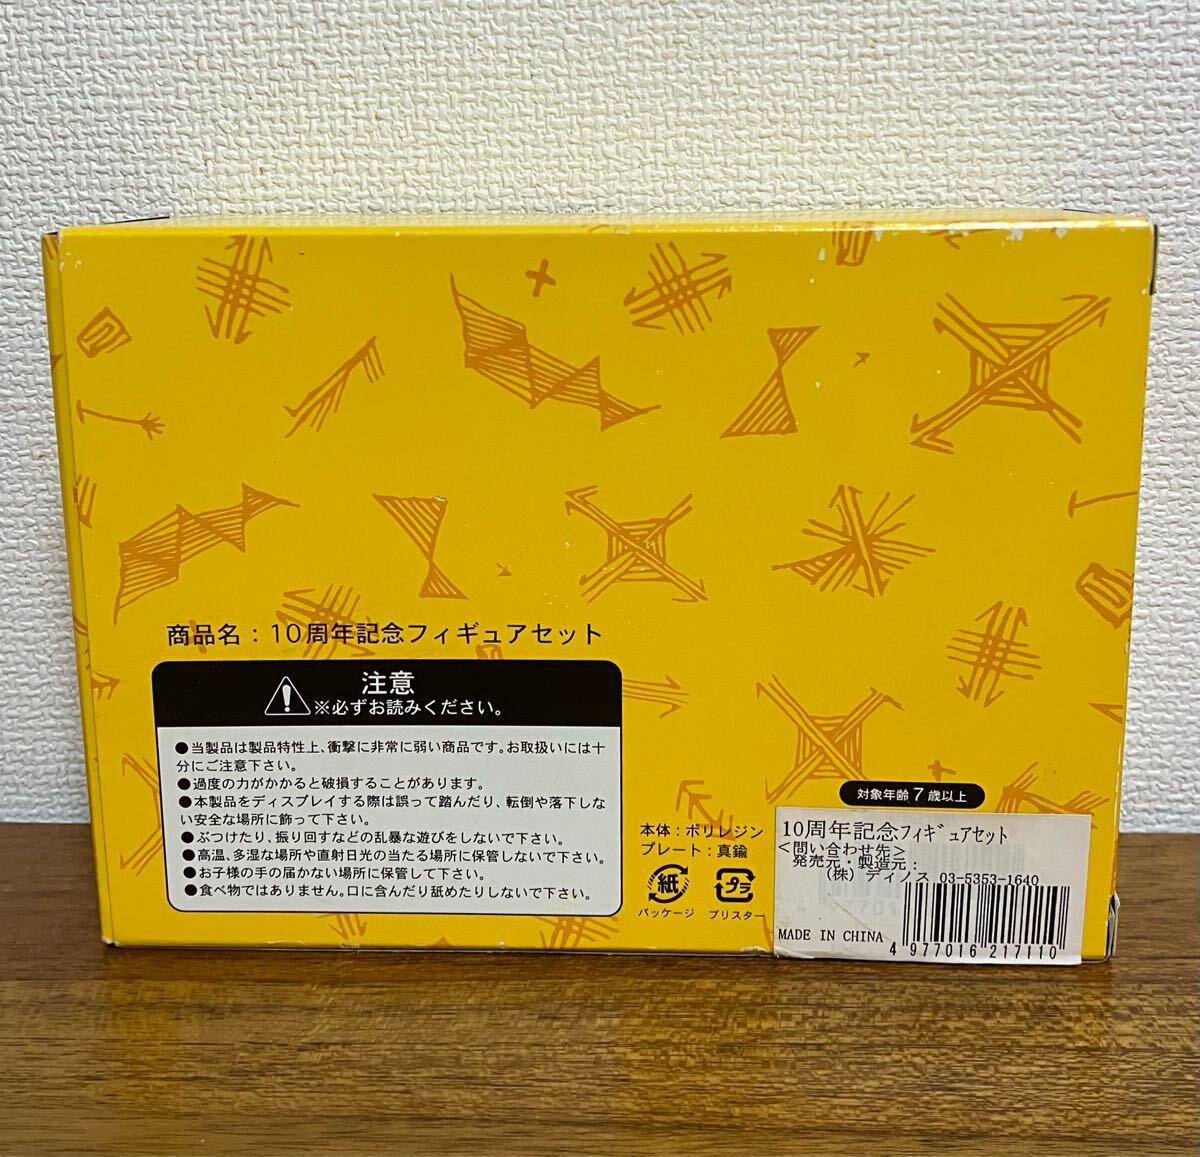 商品名：10周年記念フィギュアセット
注意
※必ずお読みください。
●当製品は製品特性上、衝撃に非常に弱い商品です。お取扱いには十
分にご注意下さい。
●過度の力がかかると破損することがあります。
●本製品をディスプレイする際は誤って踏んだり、転倒や落下しな
い安全な場所に飾って下さい。
●ぶつけたり、振り回すなどの乱暴な遊びをしないで下さい。
●高温、多湿な場所や直射日光の当たる場所に保管しないで下さい。
●お子様の手の届かない場所に保管して下さい。
●食べ物ではありません。口に含んだり舐めたりしないで下さい。
本体：ポリレジン
プレート：真鍮
紙
パッケージ
プラ
ブリスター
対象年齢7歳以上
10周年記念フィギュアセット
<問い合わせ先>
発売元・製造元：
(株)ディノス 03-5353-1640
MADE IN CHINA
4 977016 217110